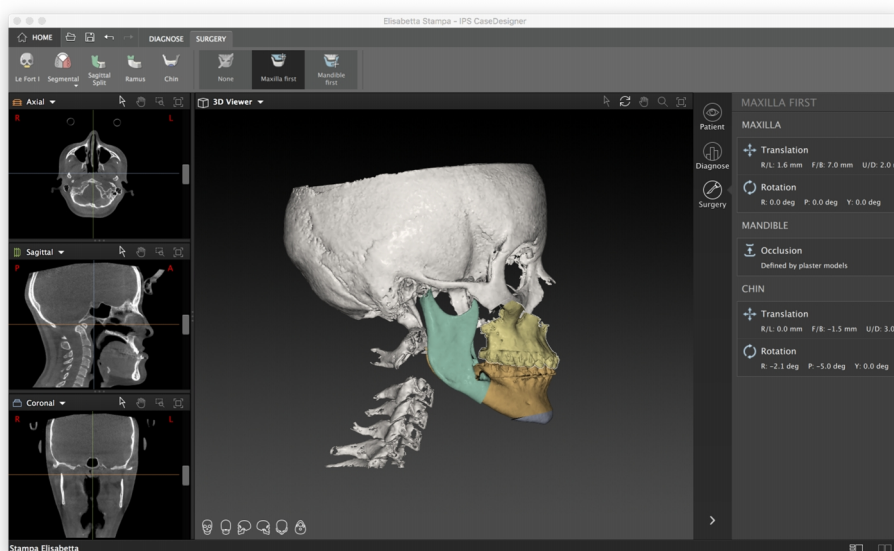 Elisabetta Stampa - IPS CaseDesigner
HOME DIAGNOSE SURGERY
Le Fort I Segmental Sagittal Split Ramus Chin None Maxilla first Mandible first
Axial
R L
Sagittal
P A
Coronal
R L
3D Viewer
Patient
Diagnose
Surgery
MAXILLA FIRST
MAXILLA
Translation
R/L: 1.6 mm F/B: 7.0 mm U/D: 2.0
Rotation
R: 0.0 deg P: 0.0 deg Y: 0.0 deg
MANDIBLE
Occlusion
Defined by plaster models
CHIN
Translation
R/L: 0.0 mm F/B: -1.5 mm U/D: 3.0
Rotation
R: -2.1 deg P: -5.0 deg Y: 0.0 deg
Stampa Elisabetta